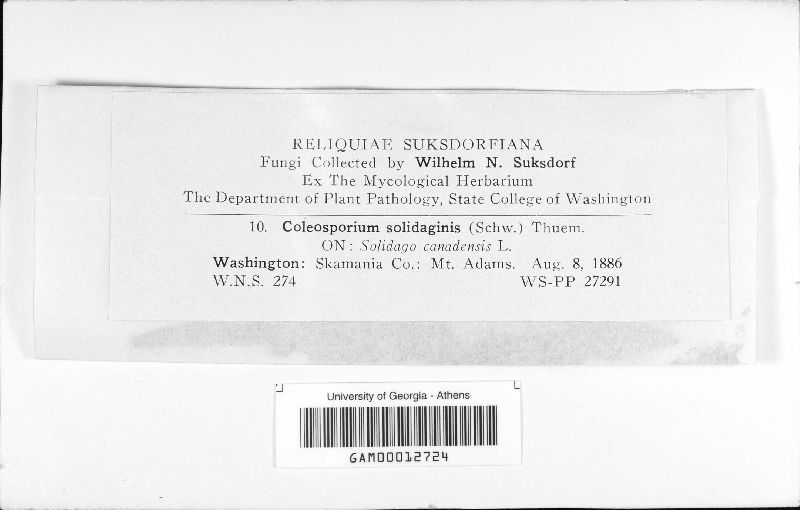 RELIQUIAE SUKSDORFIANA
Fungi Collected by Wilhelm N. Suksdorf
Ex The Mycological Herbarium
The Department of Plant Pathology, State College of Washington
10. Coleosporium solidaginis (Schw.) Thuem.
ON: Solidago canadensis L.
Washington: Skamania Co.: Mt. Adams. Aug. 8, 1886
W.N.S. 274 WS-PP 27291
University of Georgia - Athens
GAM00012724